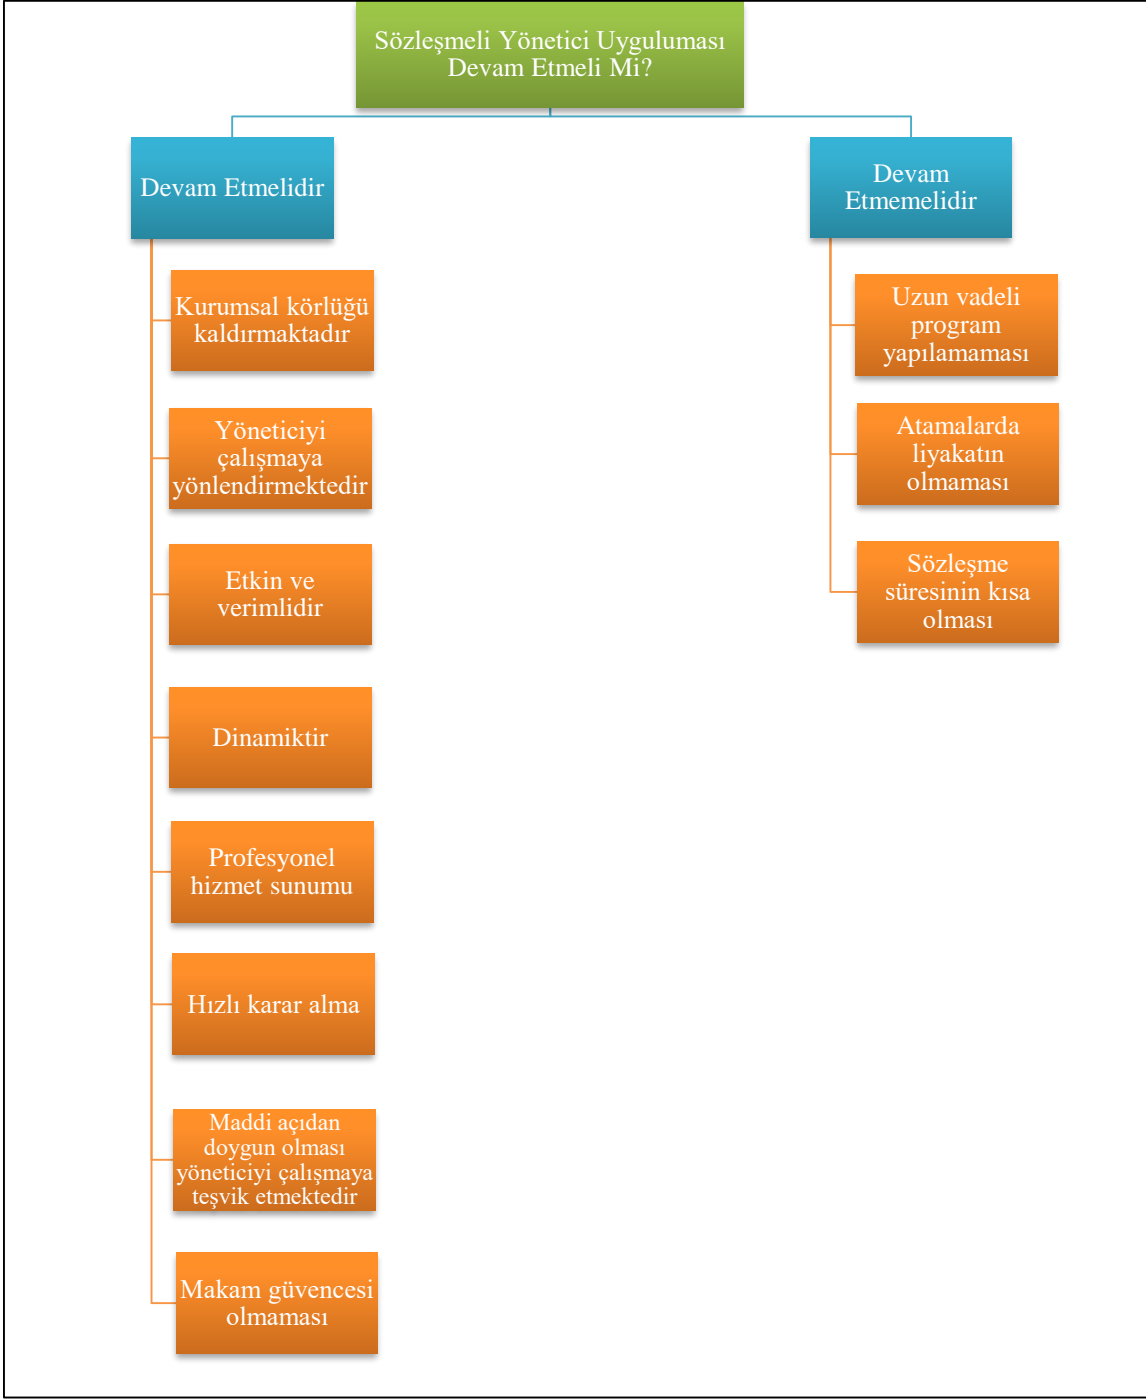 Sözleşmeli Yönetici Uyguluması
Devam Etmeli Mi?
Devam Etmelidir
Kurumsal körlüğü
kaldırmaktadır
Yöneticiyi
çalışmaya
yönlendirmektedir
Etkin ve
verimlidir
Dinamiktir
Profesyonel
hizmet sunumu
Hızlı karar alma
Maddi açıdan
doygun olması
yöneticiyi çalışmaya
teşvik etmektedir
Makam güvencesi
olmaması
Devam
Etmemelidir
Uzun vadeli
program
yapılamaması
Atamalarda
liyakatın
olmaması
Sözleşme
süresinin kısa
olması